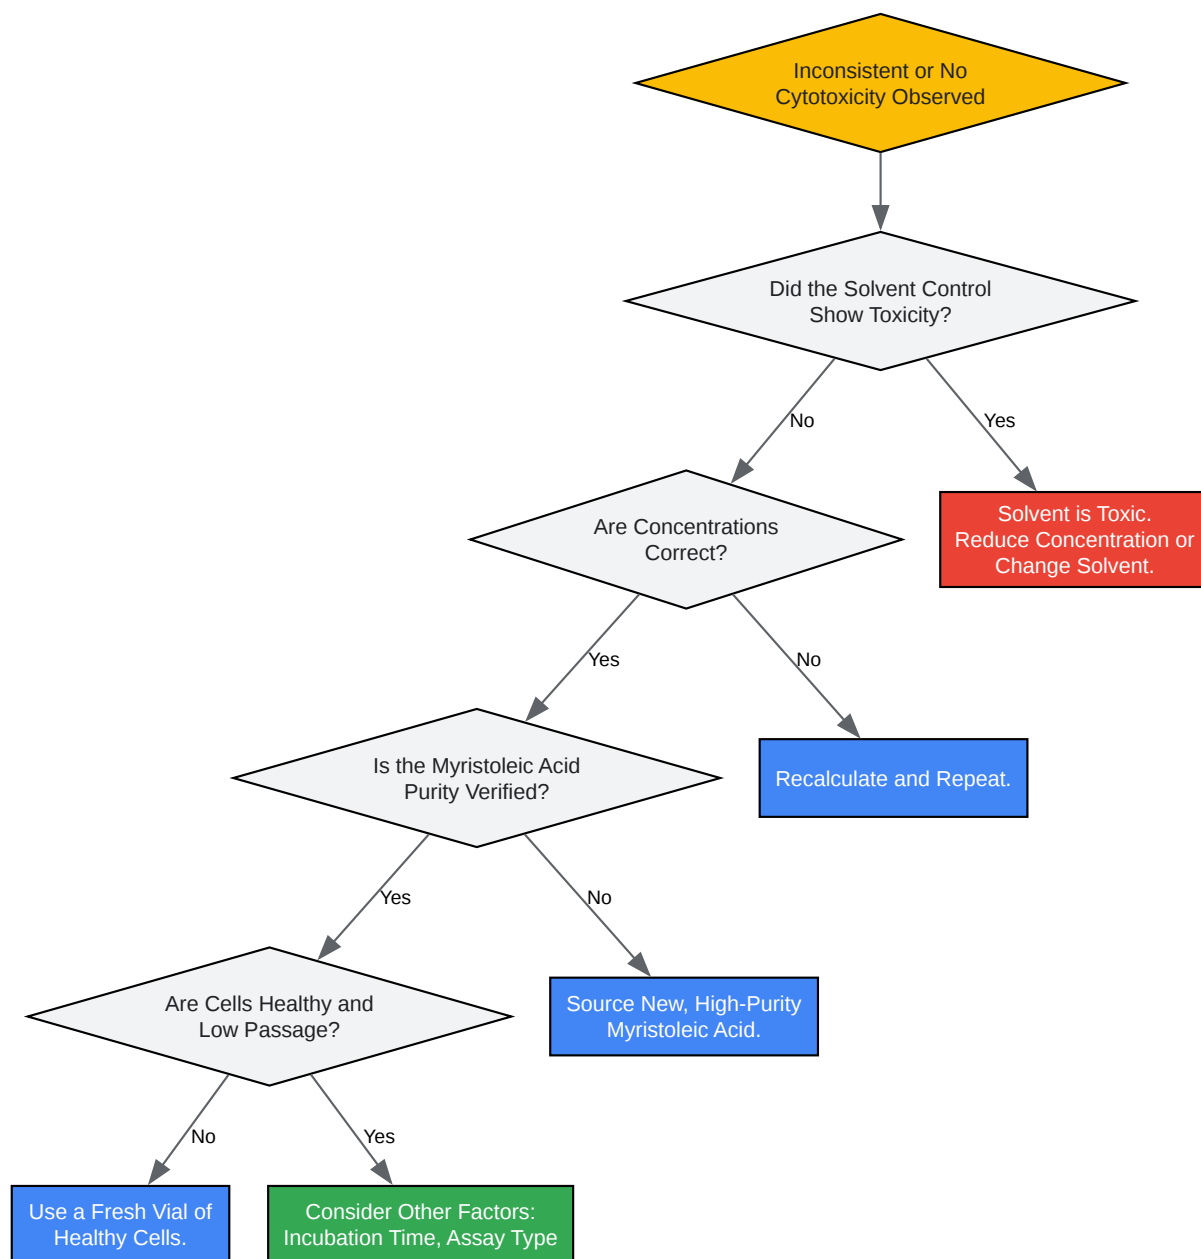 Inconsistent or No
Cytotoxicity Observed
Did the Solvent Control
Show Toxicity?
No
Yes
Solvent is Toxic.
Reduce Concentration or
Change Solvent.
Are Concentrations
Correct?
Yes
No
Recalculate and Repeat.
Is the Myristoleic Acid
Purity Verified?
Yes
No
Source New, High-Purity
Myristoleic Acid.
Are Cells Healthy and
Low Passage?
No
Yes
Use a Fresh Vial of
Healthy Cells.
Consider Other Factors:
Incubation Time, Assay Type